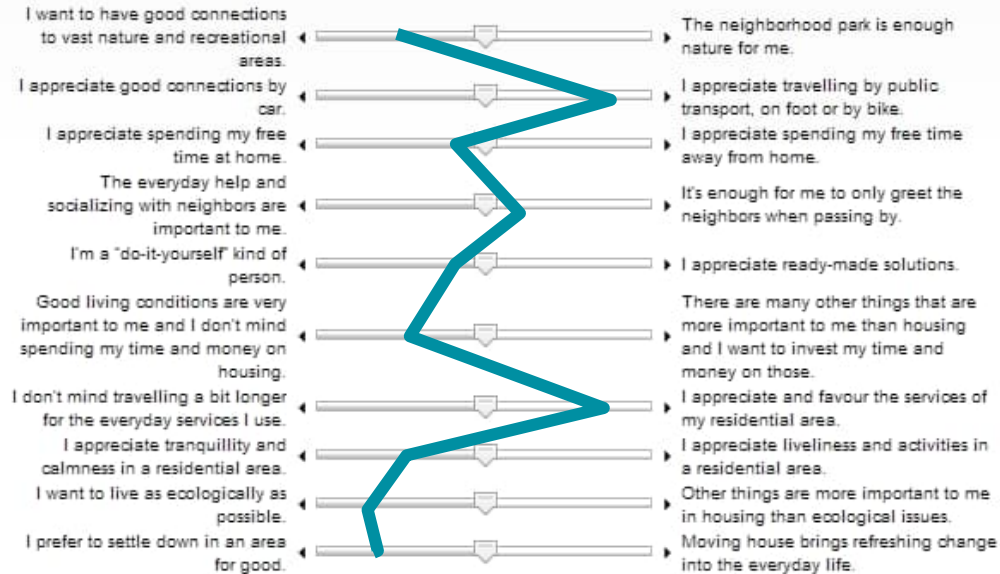 I want to have good connections
to vast nature and recreational
areas.
The neighborhood park is enough
nature for me.
I appreciate good connections by
car.
I appreciate travelling by public
transport, on foot or by bike.
I appreciate spending my free
time at home.
I appreciate spending my free time
away from home.
The everyday help and
socializing with neighbors are
important to me.
It's enough for me to only greet the
neighbors when passing by.
I'm a "do-it-yourself" kind of
person.
I appreciate ready-made solutions.
Good living conditions are very
important to me and I don't mind
spending my time and money on
housing.
There are many other things that are
more important to me than housing
and I want to invest my time and
money on those.
I don't mind travelling a bit longer
for the everyday services I use.
I appreciate and favour the services of
my residential area.
I appreciate tranquillity and
calmness in a residential area.
I appreciate liveliness and activities in
a residential area.
I want to live as ecologically as
possible.
Other things are more important to me
in housing than ecological issues.
I prefer to settle down in an area
for good.
Moving house brings refreshing change
into the everyday life.